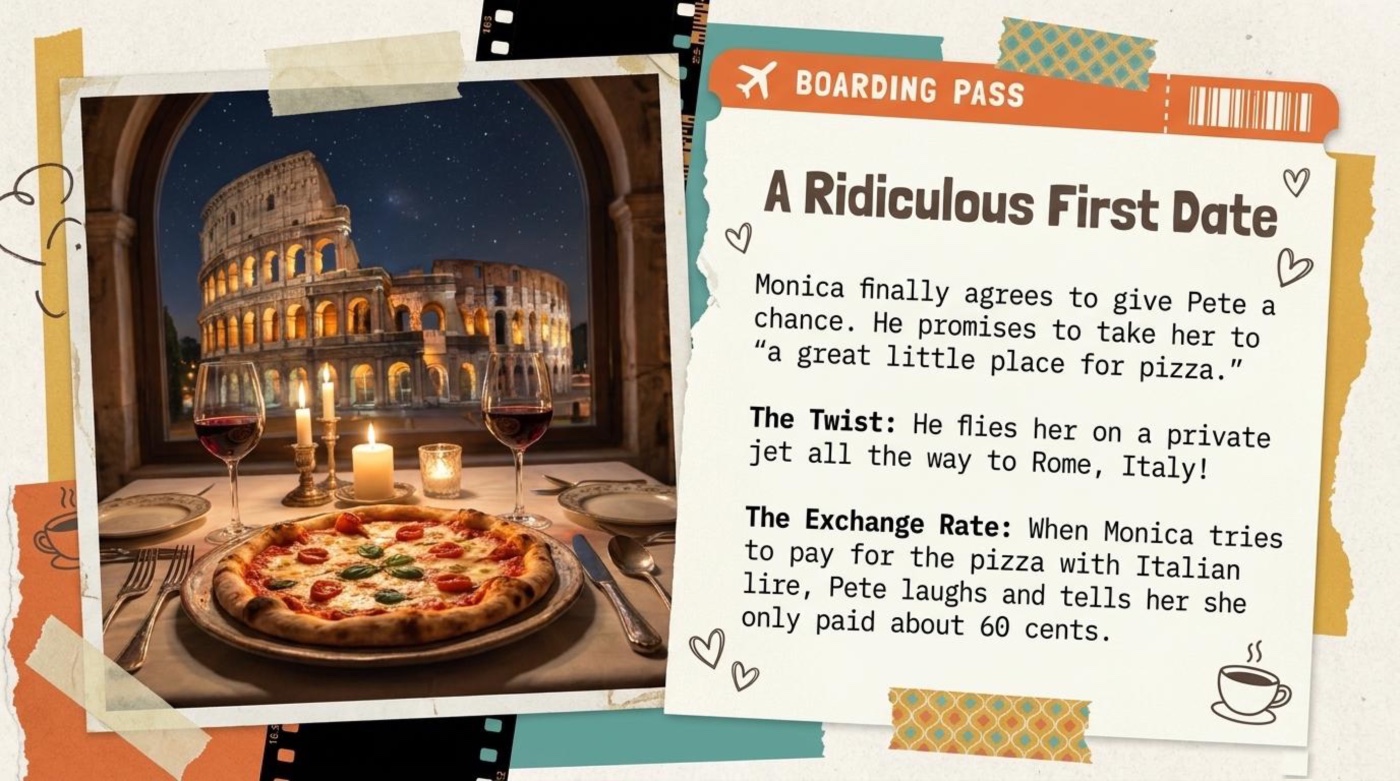 BOARDING PASS
A Ridiculous First Date
Monica finally agrees to give Pete a
chance. He promises to take her to
“a great little place for pizza.”
The Twist: He flies her on a private
jet all the way to Rome, Italy!
The Exchange Rate: When Monica tries
to pay for the pizza with Italian
lire, Pete laughs and tells her she
only paid about 60 cents.